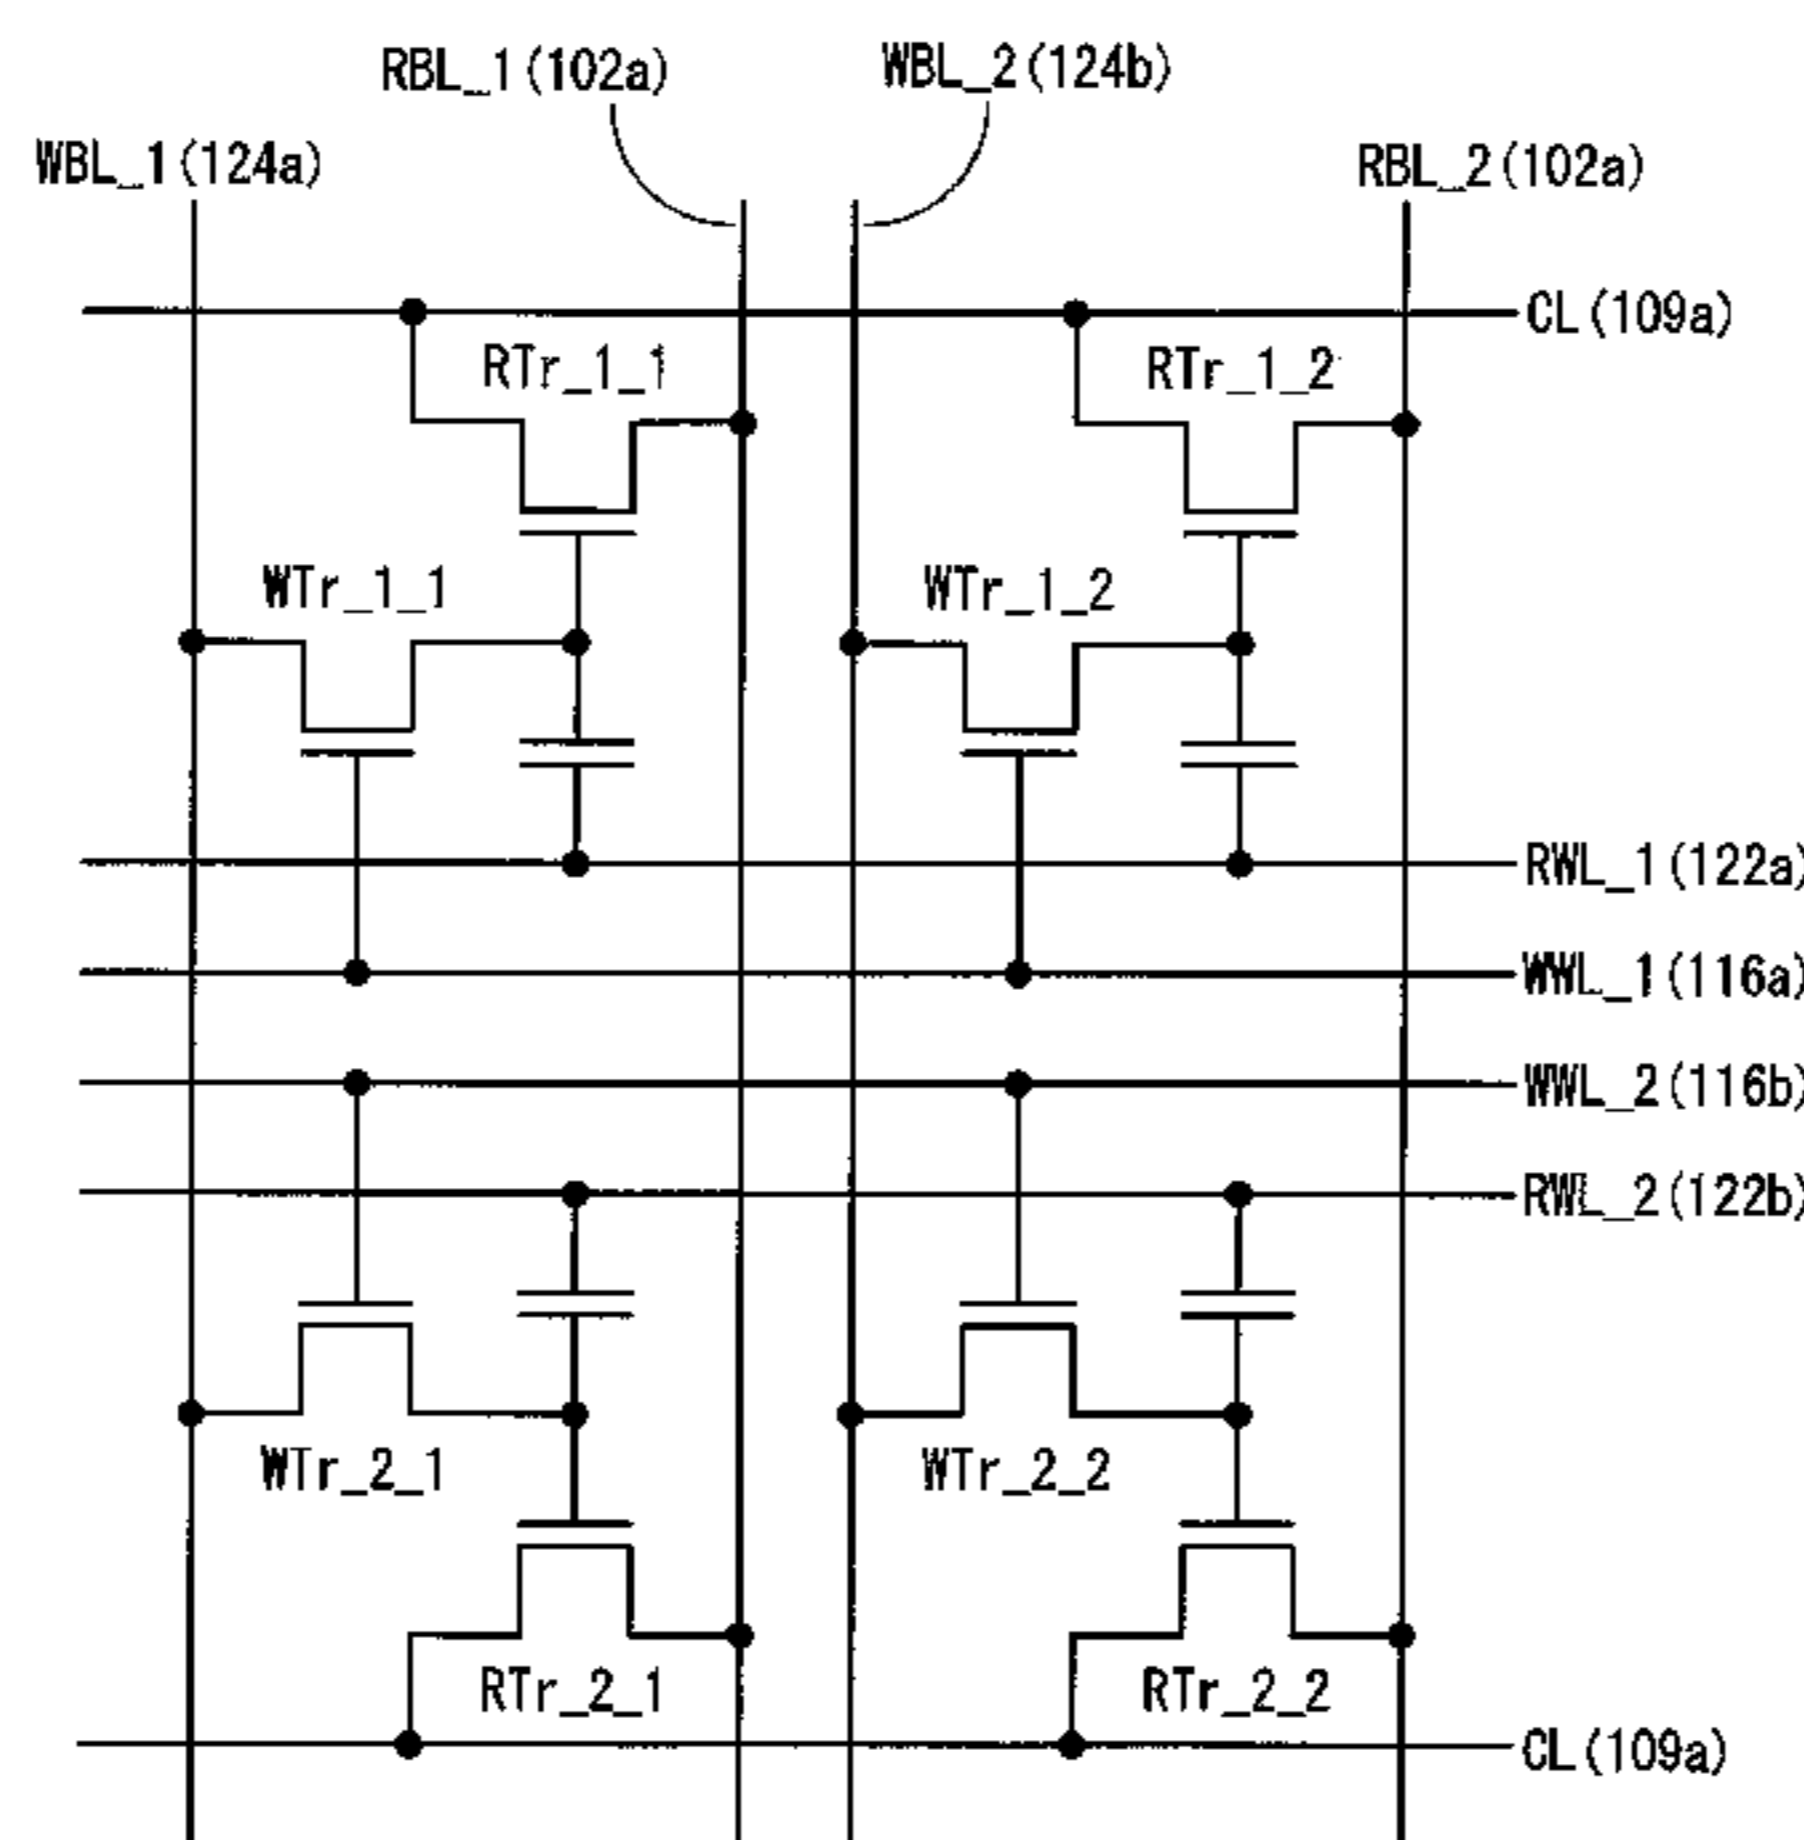 RBL_1(102a)
WBL_2(124b)
WBL_1(124a)
RBL_2(102a)
CL(109a)
RTr_1_1
RTr_1_2
WTr_1_1
WTr_1_2
RWL_1(122a)
WWL_1(116a)
WWL_2(116b)
RWL_2(122b)
WTr_2_1
WTr_2_2
RTr_2_1
RTr_2_2
CL(109a)